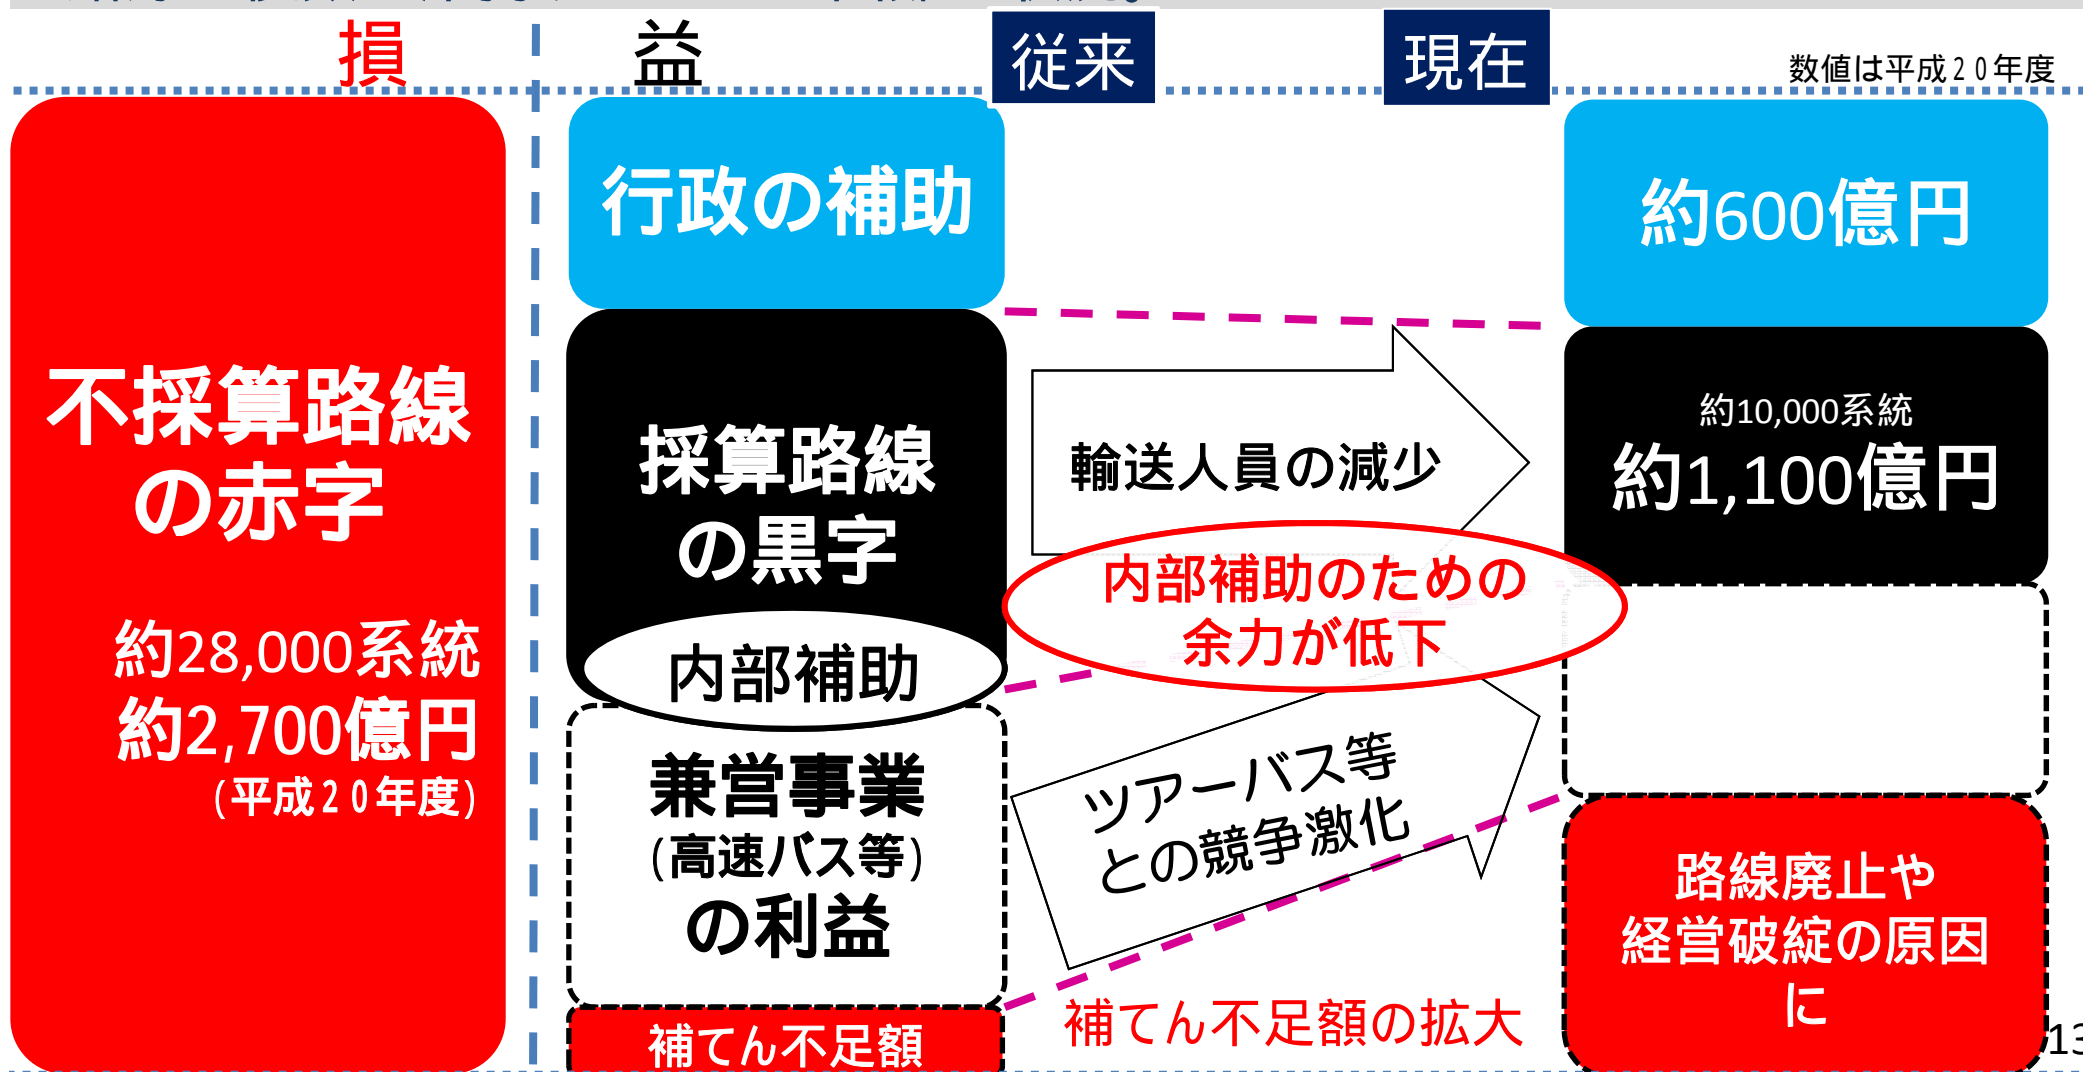 損
益
従来
現在
数値は平成20年度
不採算路線
の赤字
約28,000系統
約2,700億円
(平成20年度)
行政の補助
採算路線
の黒字
内部補助
兼営事業
(高速バス等)
の利益
補てん不足額
輸送人員の減少
内部補助のための
余力が低下
ツアーバス等
との競争激化
補てん不足額の拡大
約600億円
約10,000系統
約1,100億円
路線廃止や
経営破綻の原因
に